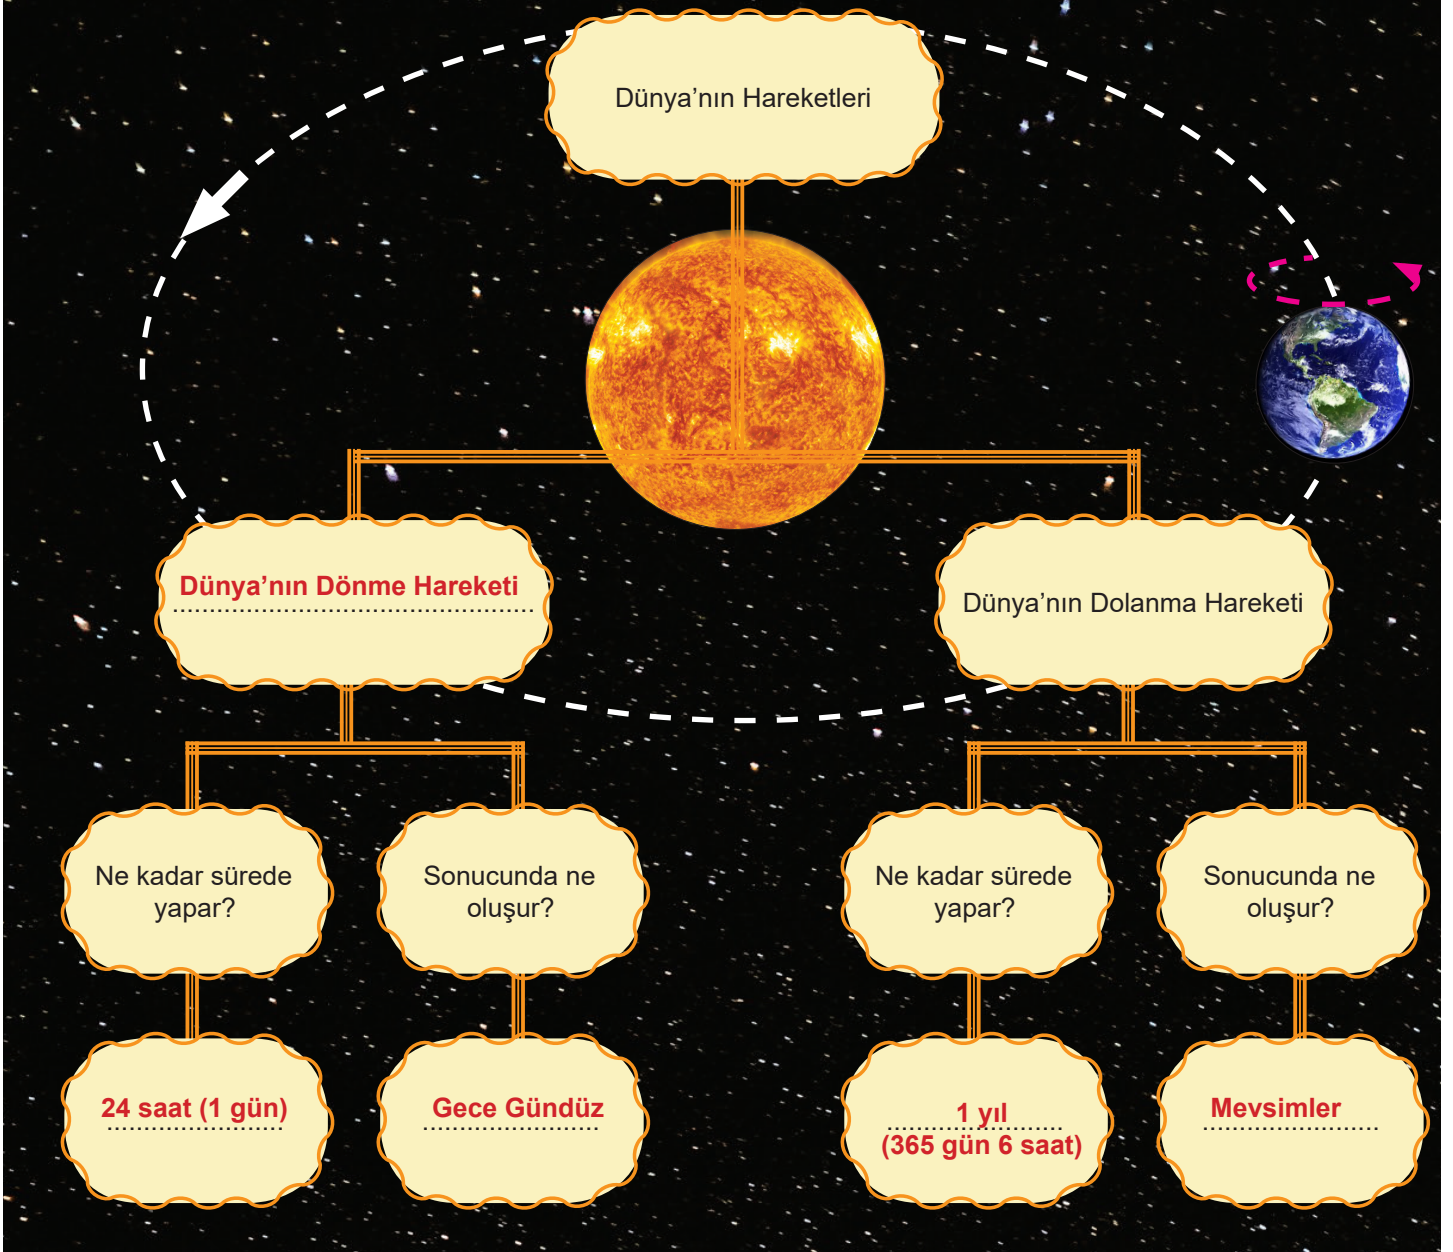 Dünya’nın Hareketleri
Dünya’nın Dönme Hareketi
Dünya’nın Dolanma Hareketi
Ne kadar sürede
yapar?
Sonucunda ne
oluşur?
Ne kadar sürede
yapar?
Sonucunda ne
oluşur?
24 saat (1 gün)
Gece Gündüz
1 yıl
(365 gün 6 saat)
Mevsimler